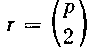 r = \binom{p}{2}